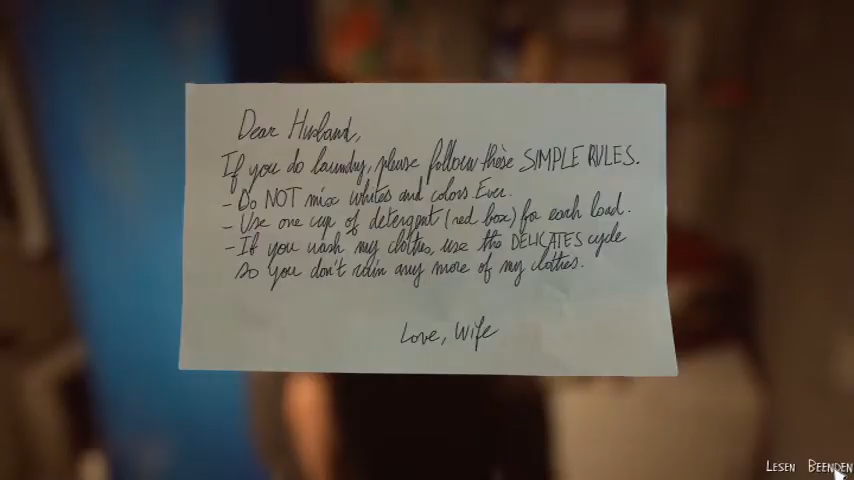 Dear Husband,
If you do laundry, please follow these SIMPLE RULES.
- Do NOT mix whites and colors. Ever.
- Use one cup of detergent (red box) for each load.
- If you wash my clothes, use the DELICATES cycle
so you don't ruin any more of my clothes.
Love, Wife
LESEN BEENDEN